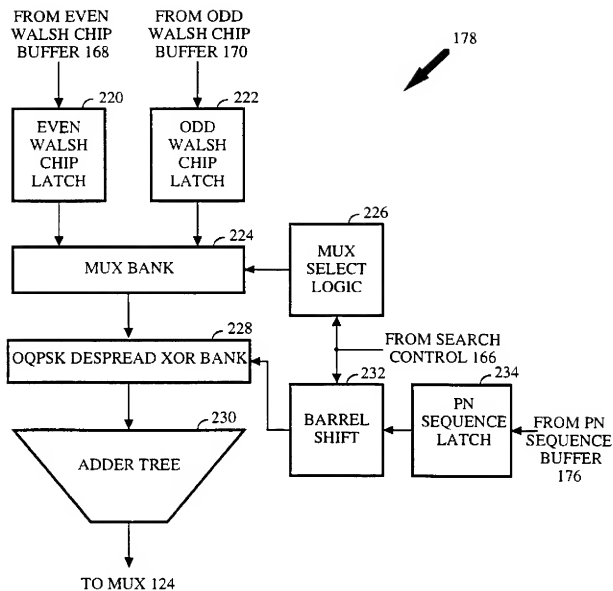 FROM EVEN
WALSH CHIP
BUFFER 168
FROM ODD
WALSH CHIP
BUFFER 170
178
220
EVEN
WALSH
CHIP
LATCH
222
ODD
WALSH
CHIP
LATCH
224
MUX BANK
226
MUX
SELECT
LOGIC
228
OQPSK DESPREAD XOR BANK
FROM SEARCH
CONTROL 166
230
ADDER TREE
232
BARREL
SHIFT
234
PN
SEQUENCE
LATCH
FROM PN
SEQUENCE
BUFFER
176
TO MUX 124